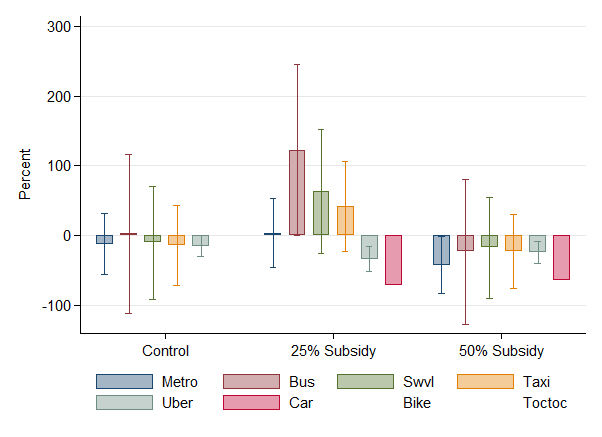 300
200
100
0
-100
Percent
Control 25% Subsidy 50% Subsidy
Metro Bus Swvl Taxi
Uber Car Bike Toctoc